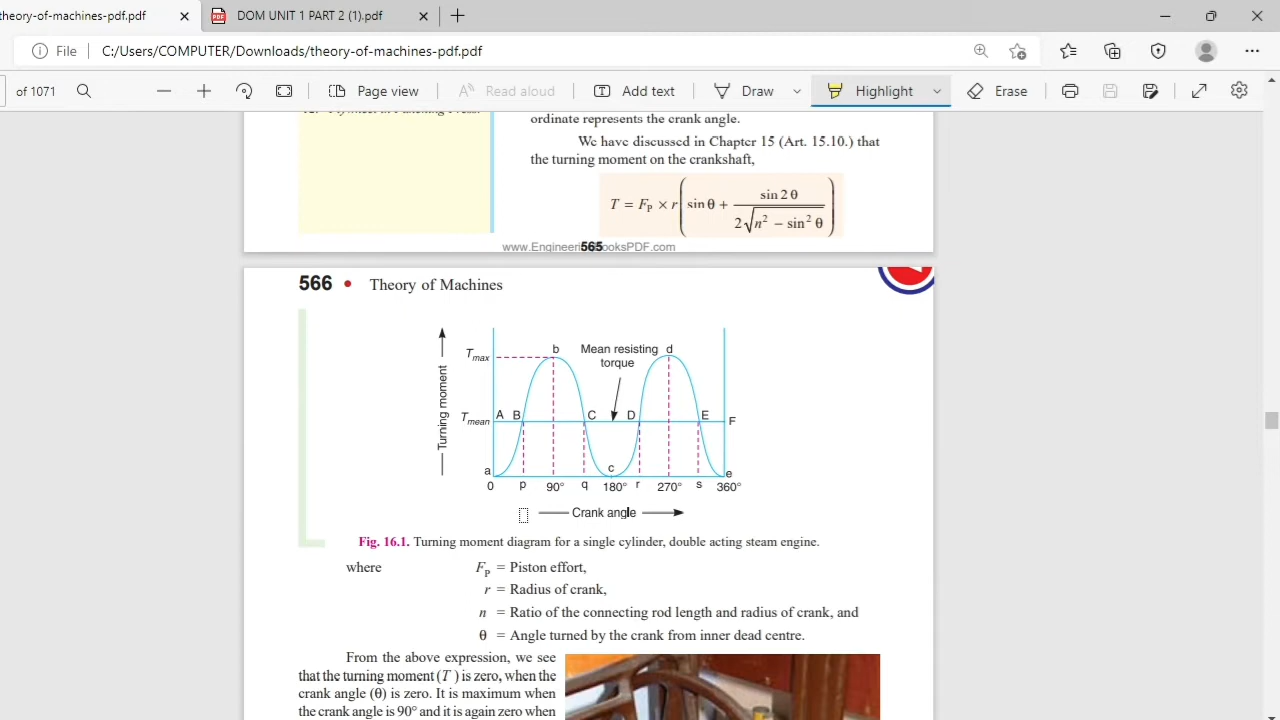 heory-of-machines-pdf.pdf
DOM UNIT 1 PART 2 (1).pdf
File C:/Users/COMPUTER/Downloads/theory-of-machines-pdf.pdf
of 1071 Page view Read aloud Add text Draw Highlight Erase
ordinate represents the crank angle.
We have discussed in Chapter 15 (Art. 15.10.) that
the turning moment on the crankshaft,
T = F_P × r ( sin θ + sin 2 θ / 2 √(n² − sin² θ) )
565
566 • Theory of Machines
b Mean resisting d
torque
T_max
Turning moment
T_mean A B C D E F
a c e
0 p 90° q 180° r 270° s 360°
Crank angle
Fig. 16.1. Turning moment diagram for a single cylinder, double acting steam engine.
where F_P = Piston effort,
r = Radius of crank,
n = Ratio of the connecting rod length and radius of crank, and
θ = Angle turned by the crank from inner dead centre.
From the above expression, we see
that the turning moment (T ) is zero, when the
crank angle (θ) is zero. It is maximum when
the crank angle is 90° and it is again zero when